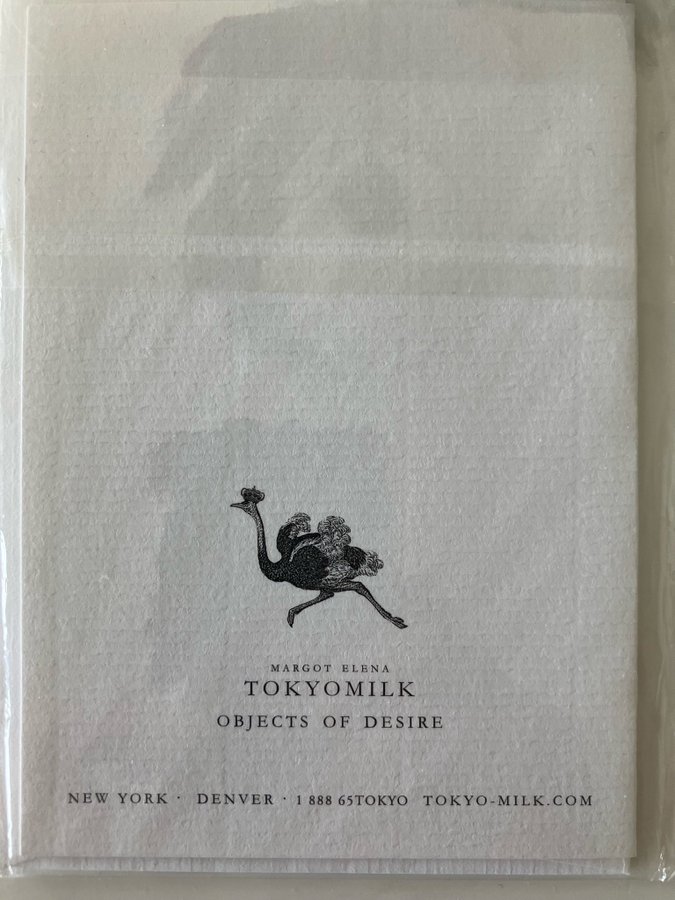 MARGOT ELENA
TOKYOMILK
OBJECTS OF DESIRE
NEW YORK · DENVER · 1 888 65TOKYO TOKYO-MILK.COM